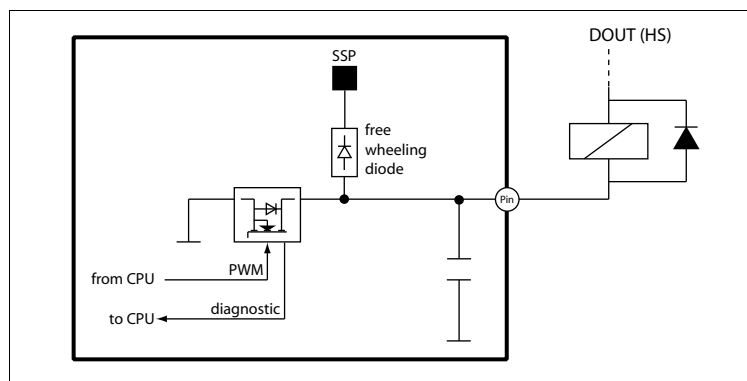 DOUT (HS)
SSP
free
wheeling
diode
Pin
PWM
from CPU
diagnostic
to CPU